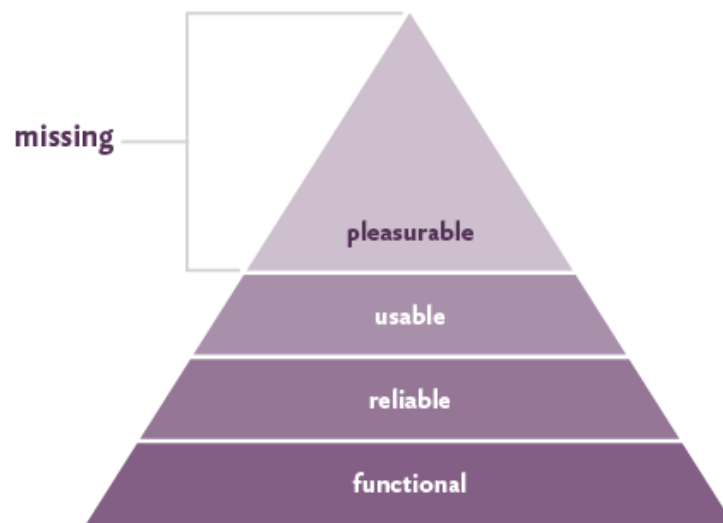 missing
pleasurable
usable
reliable
functional